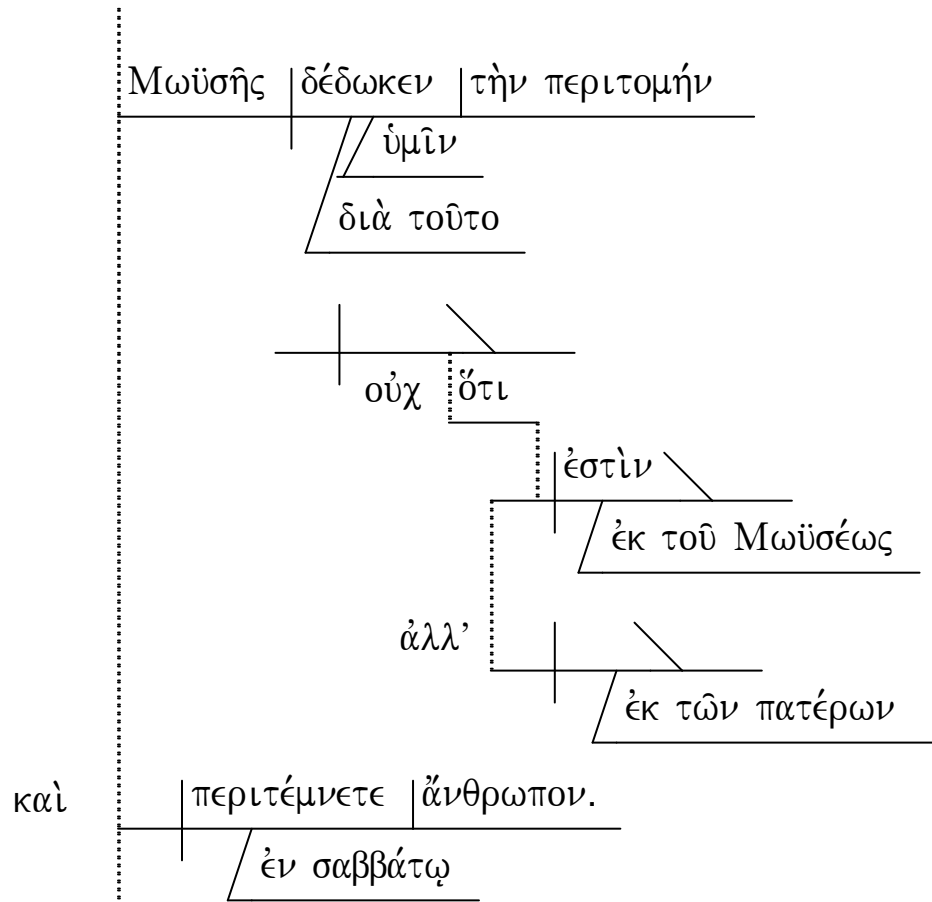 Μωϋσῆς δέδωκεν τὴν περιτομήν
ὑμῖν
διὰ τοῦτο
οὐχ ὅτι
ἐστὶν
ἐκ τοῦ Μωϋσέως
ἀλλ’
ἐκ τῶν πατέρων
καὶ περιτέμνετε ἄνθρωπον.
ἐν σαββάτῳ